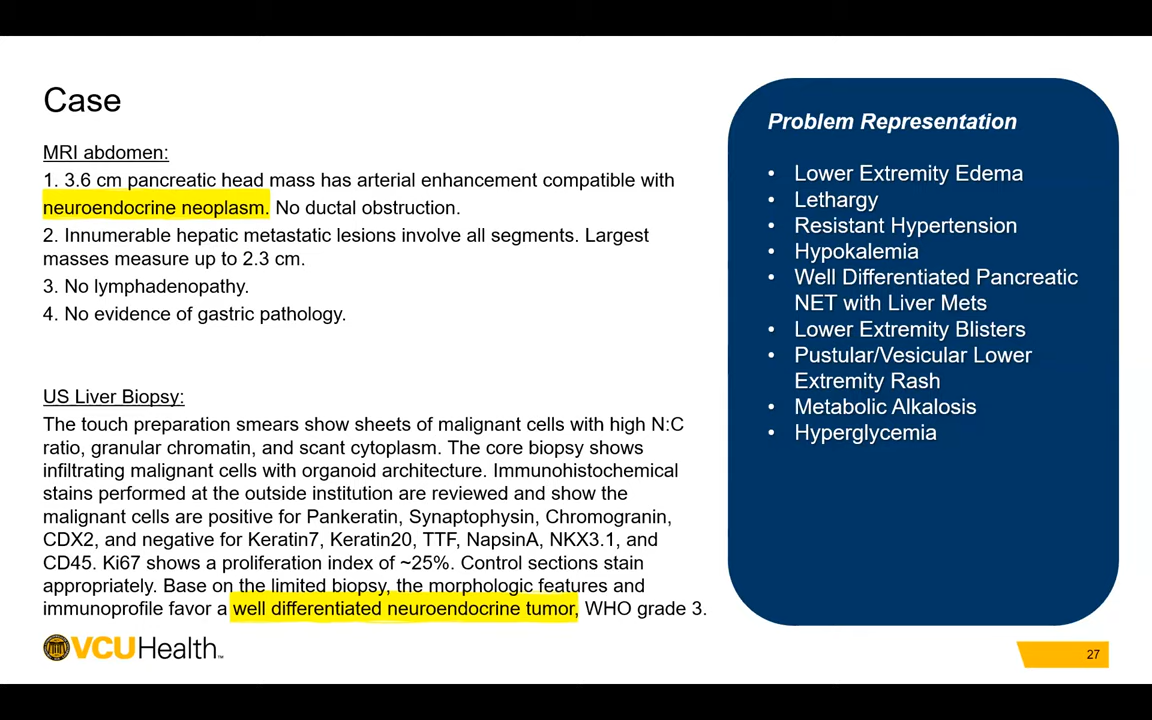 Case
MRI abdomen:
1. 3.6 cm pancreatic head mass has arterial enhancement compatible with
neuroendocrine neoplasm. No ductal obstruction.
2. Innumerable hepatic metastatic lesions involve all segments. Largest
masses measure up to 2.3 cm.
3. No lymphadenopathy.
4. No evidence of gastric pathology.
US Liver Biopsy:
The touch preparation smears show sheets of malignant cells with high N:C
ratio, granular chromatin, and scant cytoplasm. The core biopsy shows
infiltrating malignant cells with organoid architecture. Immunohistochemical
stains performed at the outside institution are reviewed and show the
malignant cells are positive for Pankeratin, Synaptophysin, Chromogranin,
CDX2, and negative for Keratin7, Keratin20, TTF, NapsinA, NKX3.1, and
CD45. Ki67 shows a proliferation index of ~25%. Control sections stain
appropriately. Base on the limited biopsy, the morphologic features and
immunoprofile favor a well differentiated neuroendocrine tumor, WHO grade 3.
Problem Representation
• Lower Extremity Edema
• Lethargy
• Resistant Hypertension
• Hypokalemia
• Well Differentiated Pancreatic
NET with Liver Mets
• Lower Extremity Blisters
• Pustular/Vesicular Lower
Extremity Rash
• Metabolic Alkalosis
• Hyperglycemia
VCUHealth™
27